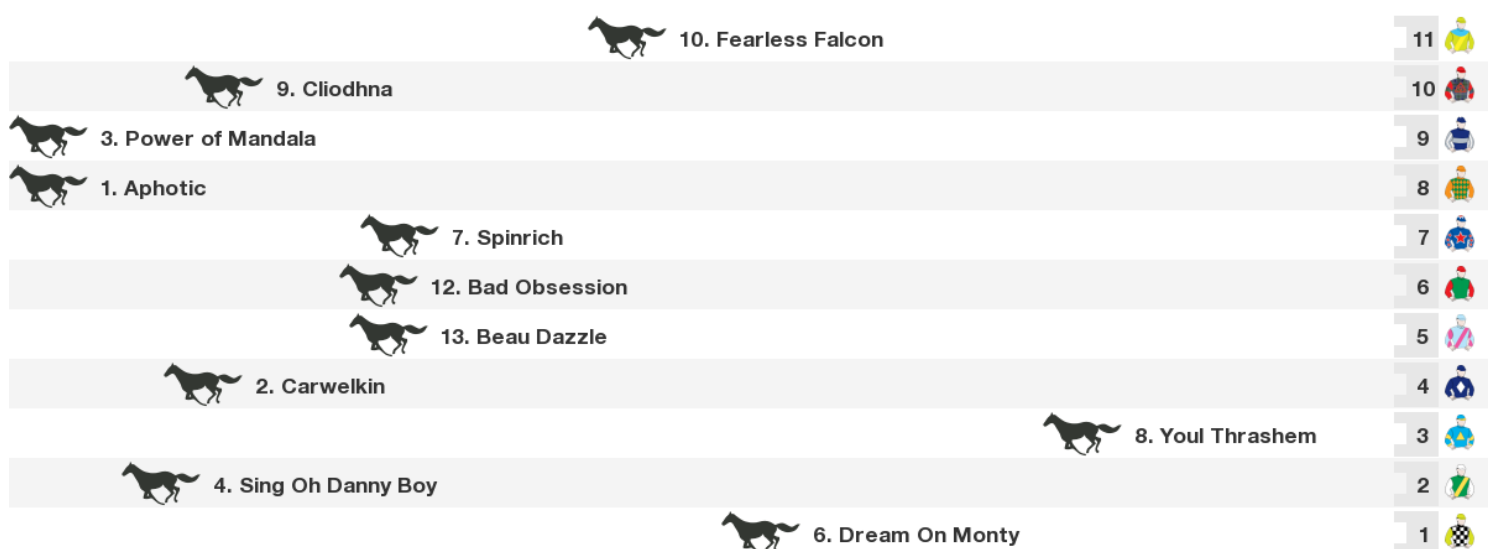 10. Fearless Falcon 11
9. Cliodhna 10
3. Power of Mandala 9
1. Aphotic 8
7. Spinrich 7
12. Bad Obsession 6
13. Beau Dazzle 5
2. Carwelkin 4
8. Youl Thrashem 3
4. Sing Oh Danny Boy 2
6. Dream On Monty 1